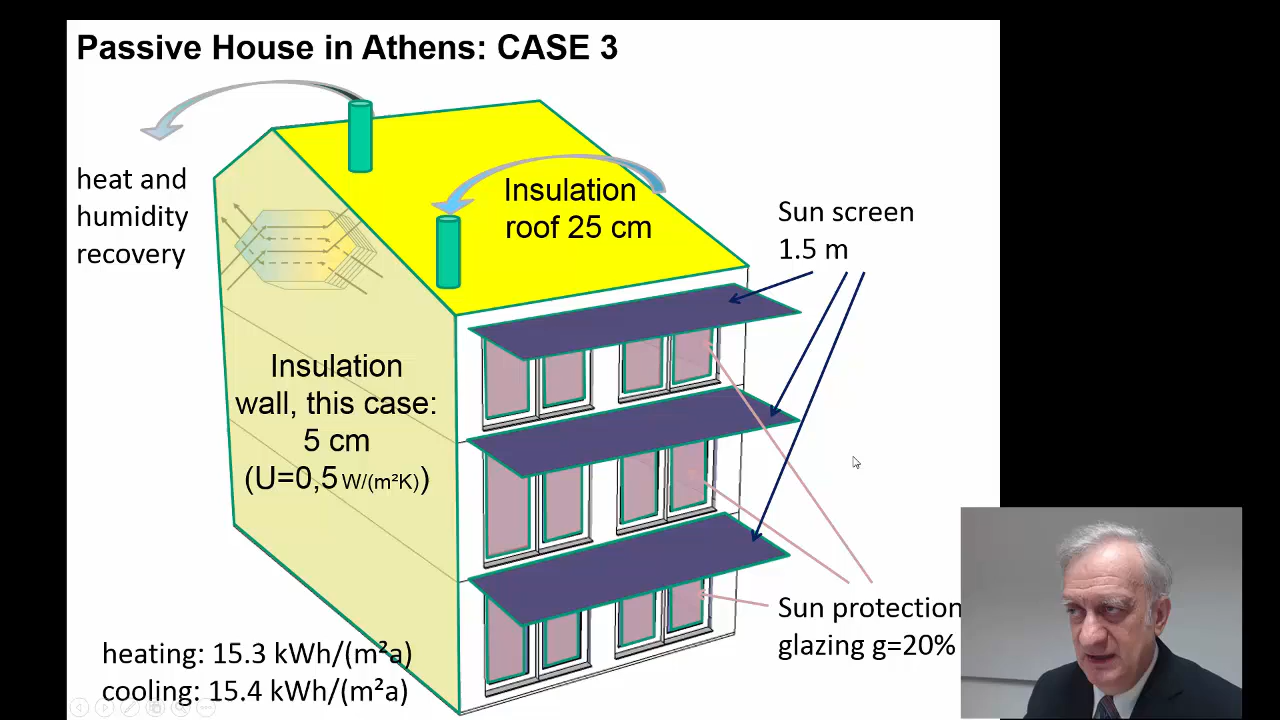 Passive House in Athens: CASE 3
heat and
humidity
recovery
Insulation
roof 25 cm
Sun screen
1.5 m
Insulation
wall, this case:
5 cm
(U=0,5 W/(m²K))
Sun protection
glazing g=20%
heating: 15.3 kWh/(m²a)
cooling: 15.4 kWh/(m²a)